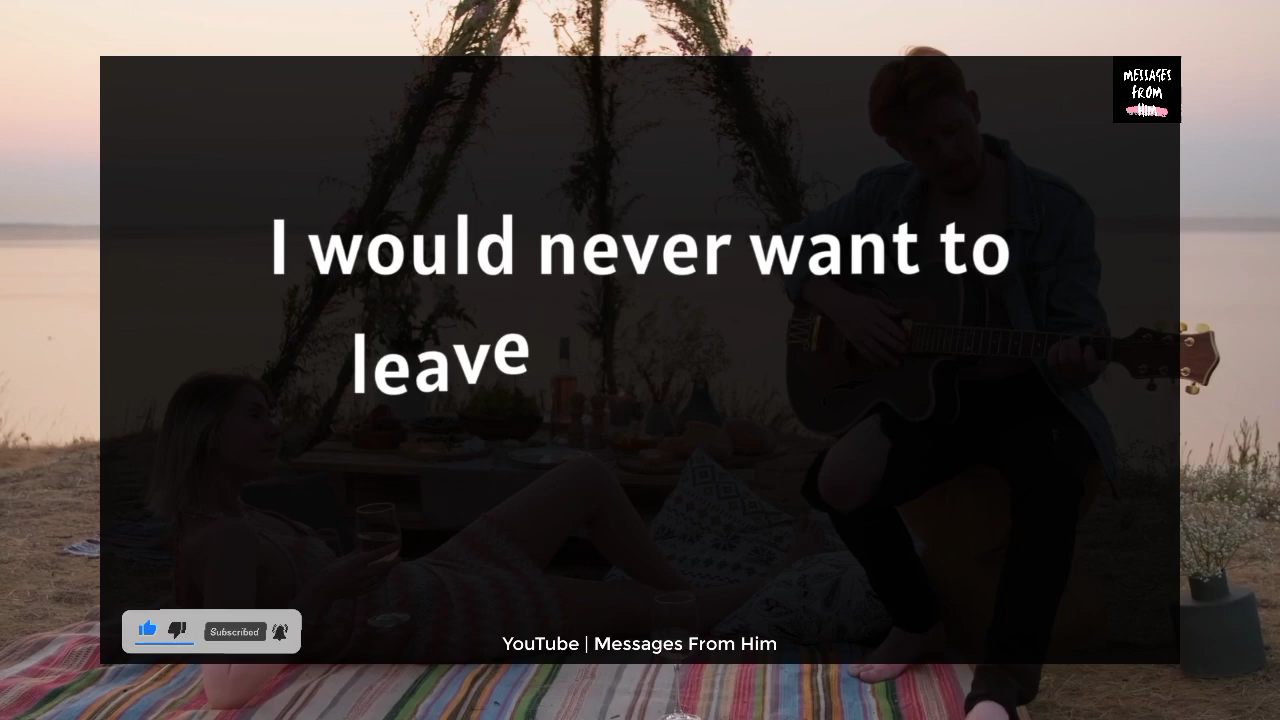 MESSAGES
FROM
HIM
I would never want to
leave
Subscribed
YouTube | Messages From Him